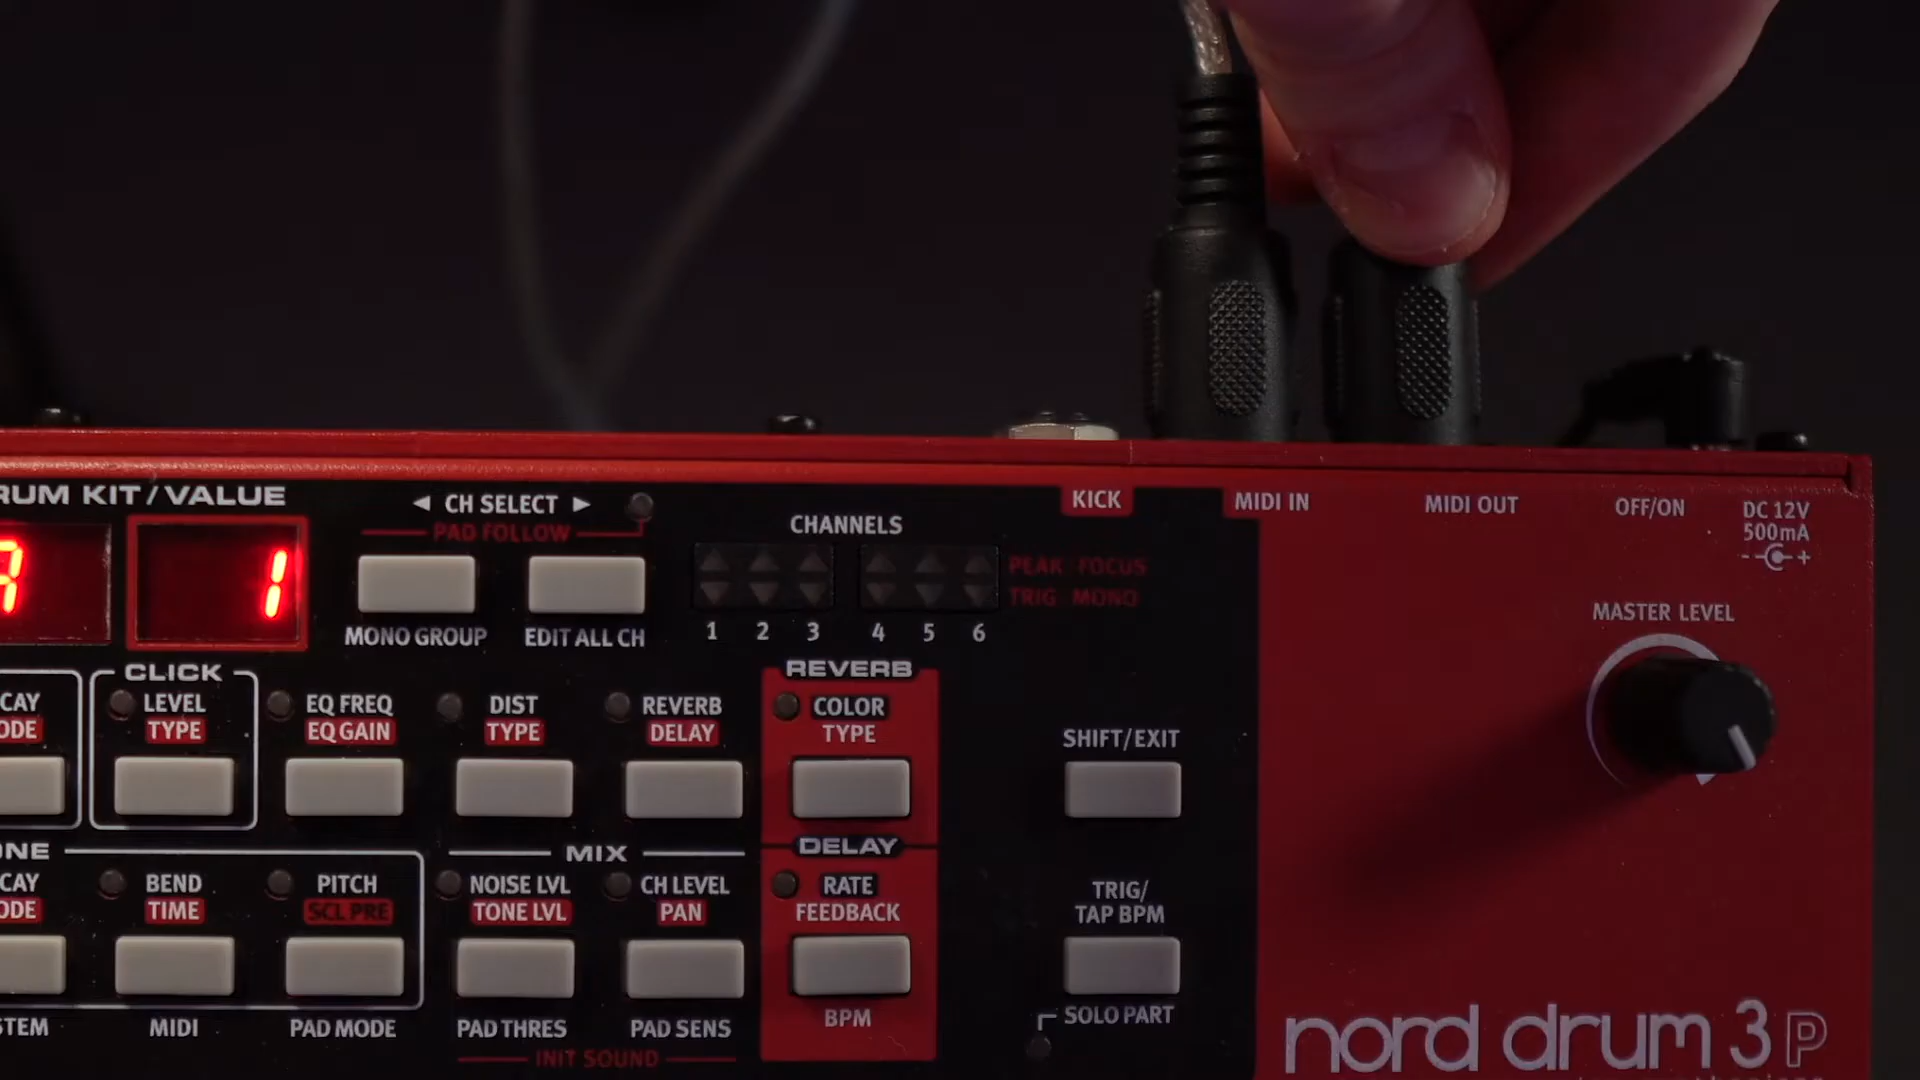 RUM KIT/VALUE
1
◄ CH SELECT ►
PAD FOLLOW
MONO GROUP
EDIT ALL CH
CHANNELS
PEAK FOCUS
TRIG MONO
1 2 3 4 5 6
KICK
MIDI IN
MIDI OUT
OFF/ON
DC 12V
500mA
- +
MASTER LEVEL
CAY
ODE
CLICK
LEVEL
TYPE
EQ FREQ
EQ GAIN
DIST
TYPE
REVERB
DELAY
REVERB
COLOR
TYPE
SHIFT/EXIT
ONE
CAY
ODE
BEND
TIME
PITCH
SCL PRE
MIX
NOISE LVL
TONE LVL
CH LEVEL
PAN
DELAY
RATE
FEEDBACK
TRIG/
TAP BPM
STEM
MIDI
PAD MODE
PAD THRES
PAD SENS
INIT SOUND
BPM
SOLO PART
nord drum 3P